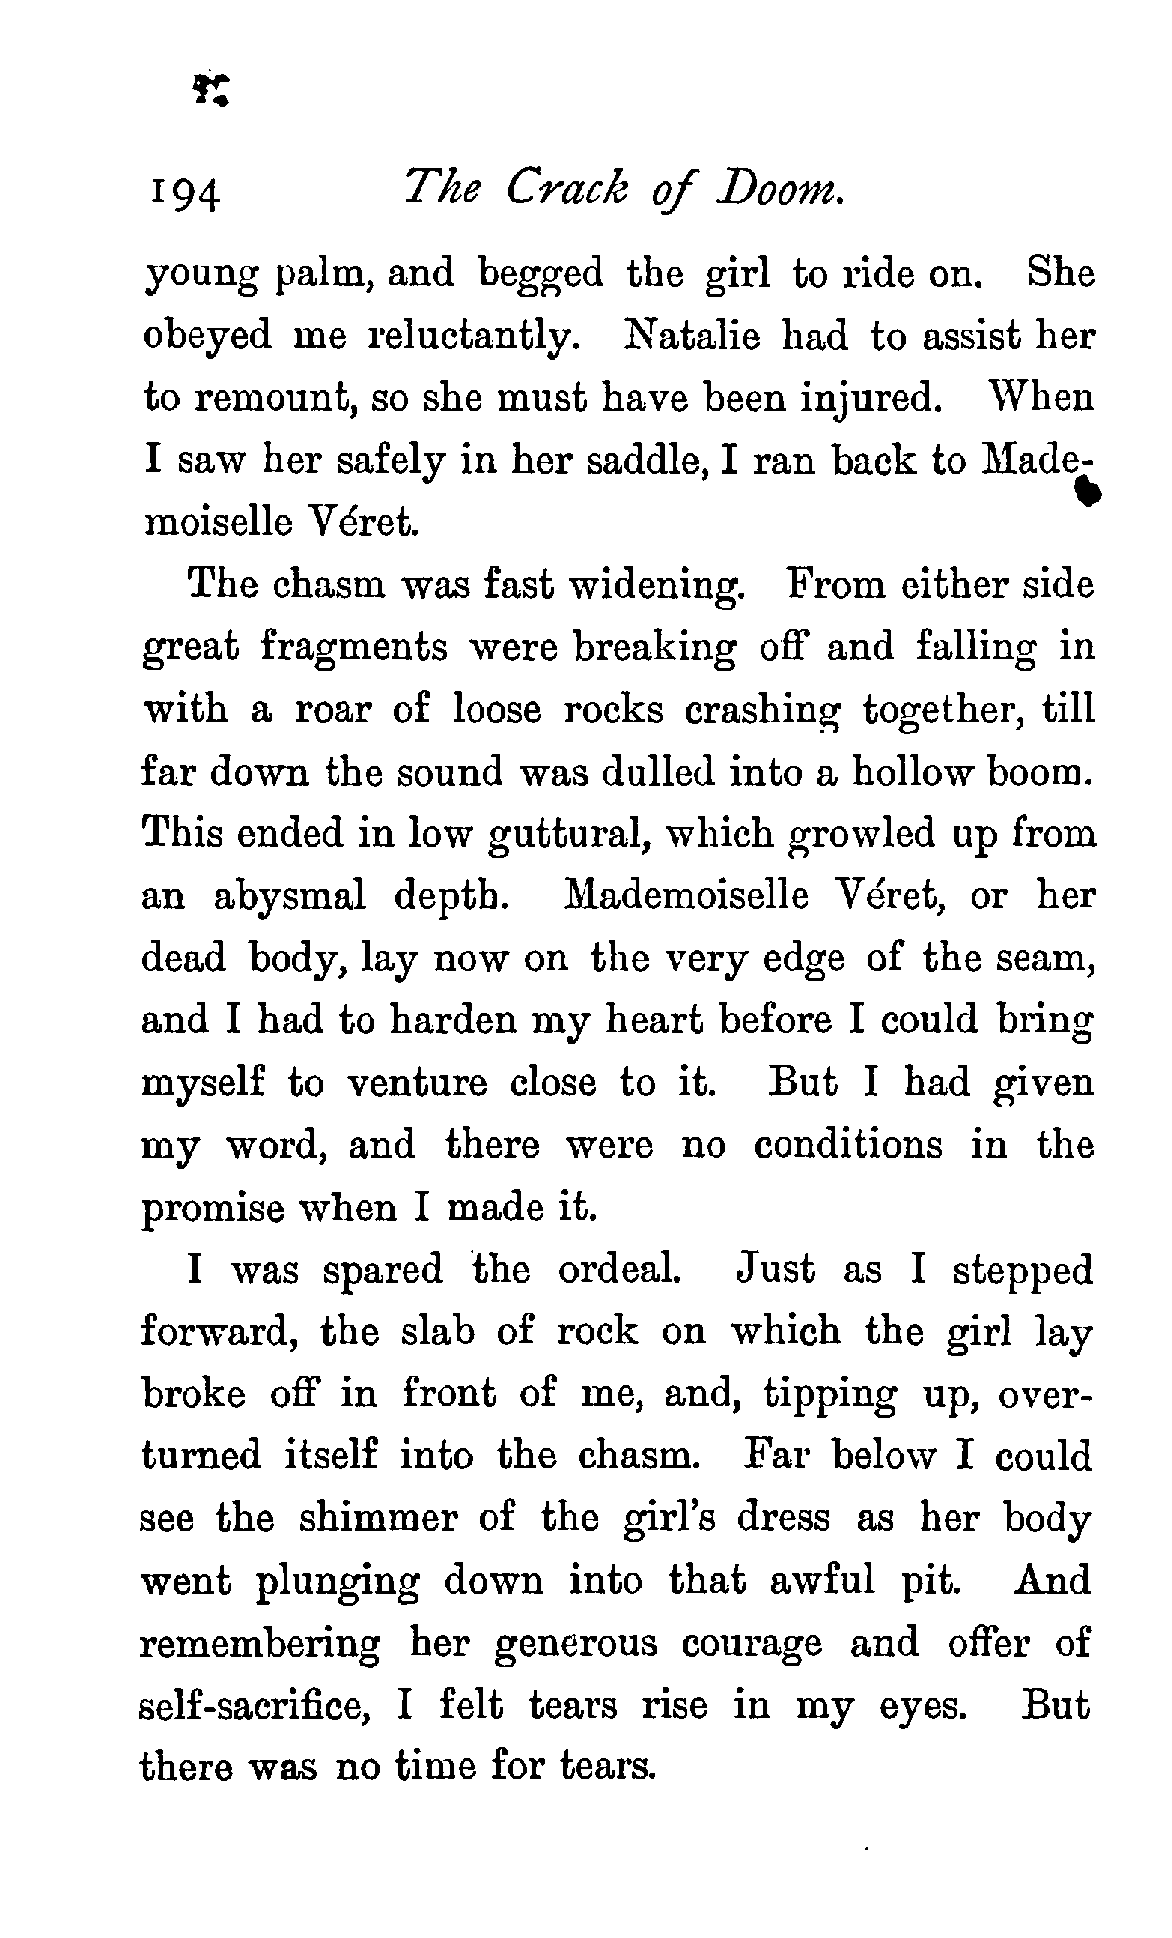 194 The Crack of Doom.
young palm, and begged the girl to ride on. She
obeyed me reluctantly. Natalie had to assist her
to remount, so she must have been injured. When
I saw her safely in her saddle, I ran back to Made-
moiselle Véret.
The chasm was fast widening. From either side
great fragments were breaking off and falling in
with a roar of loose rocks crashing together, till
far down the sound was dulled into a hollow boom.
This ended in low guttural, which growled up from
an abysmal depth. Mademoiselle Véret, or her
dead body, lay now on the very edge of the seam,
and I had to harden my heart before I could bring
myself to venture close to it. But I had given
my word, and there were no conditions in the
promise when I made it.
I was spared the ordeal. Just as I stepped
forward, the slab of rock on which the girl lay
broke off in front of me, and, tipping up, over-
turned itself into the chasm. Far below I could
see the shimmer of the girl's dress as her body
went plunging down into that awful pit. And
remembering her generous courage and offer of
self-sacrifice, I felt tears rise in my eyes. But
there was no time for tears.